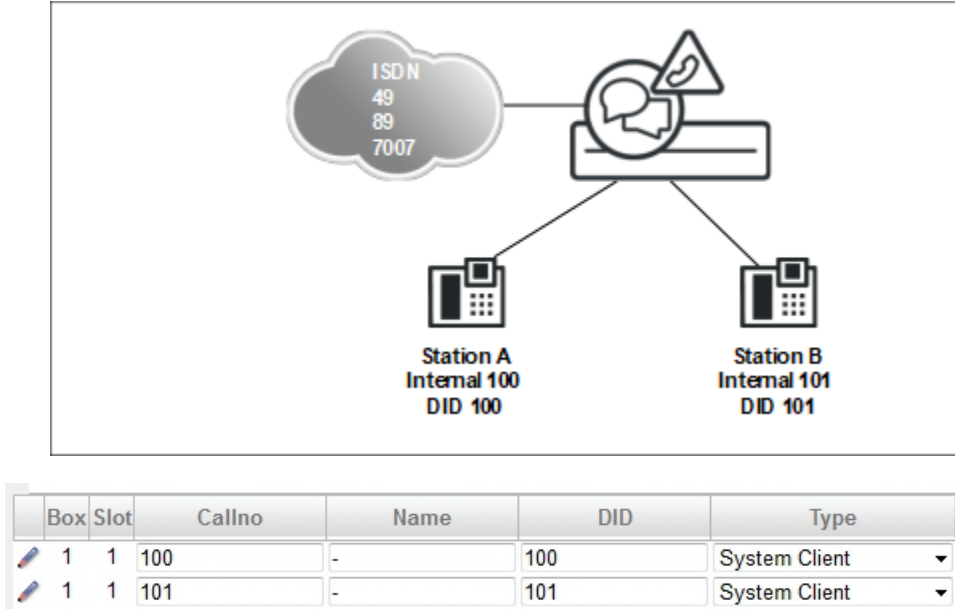 ISDN
49
89
7007
Station A
Internal 100
DID 100
Station B
Internal 101
DID 101
Box Slot Callno Name DID Type
1 1 100 - 100 System Client
1 1 101 - 101 System Client